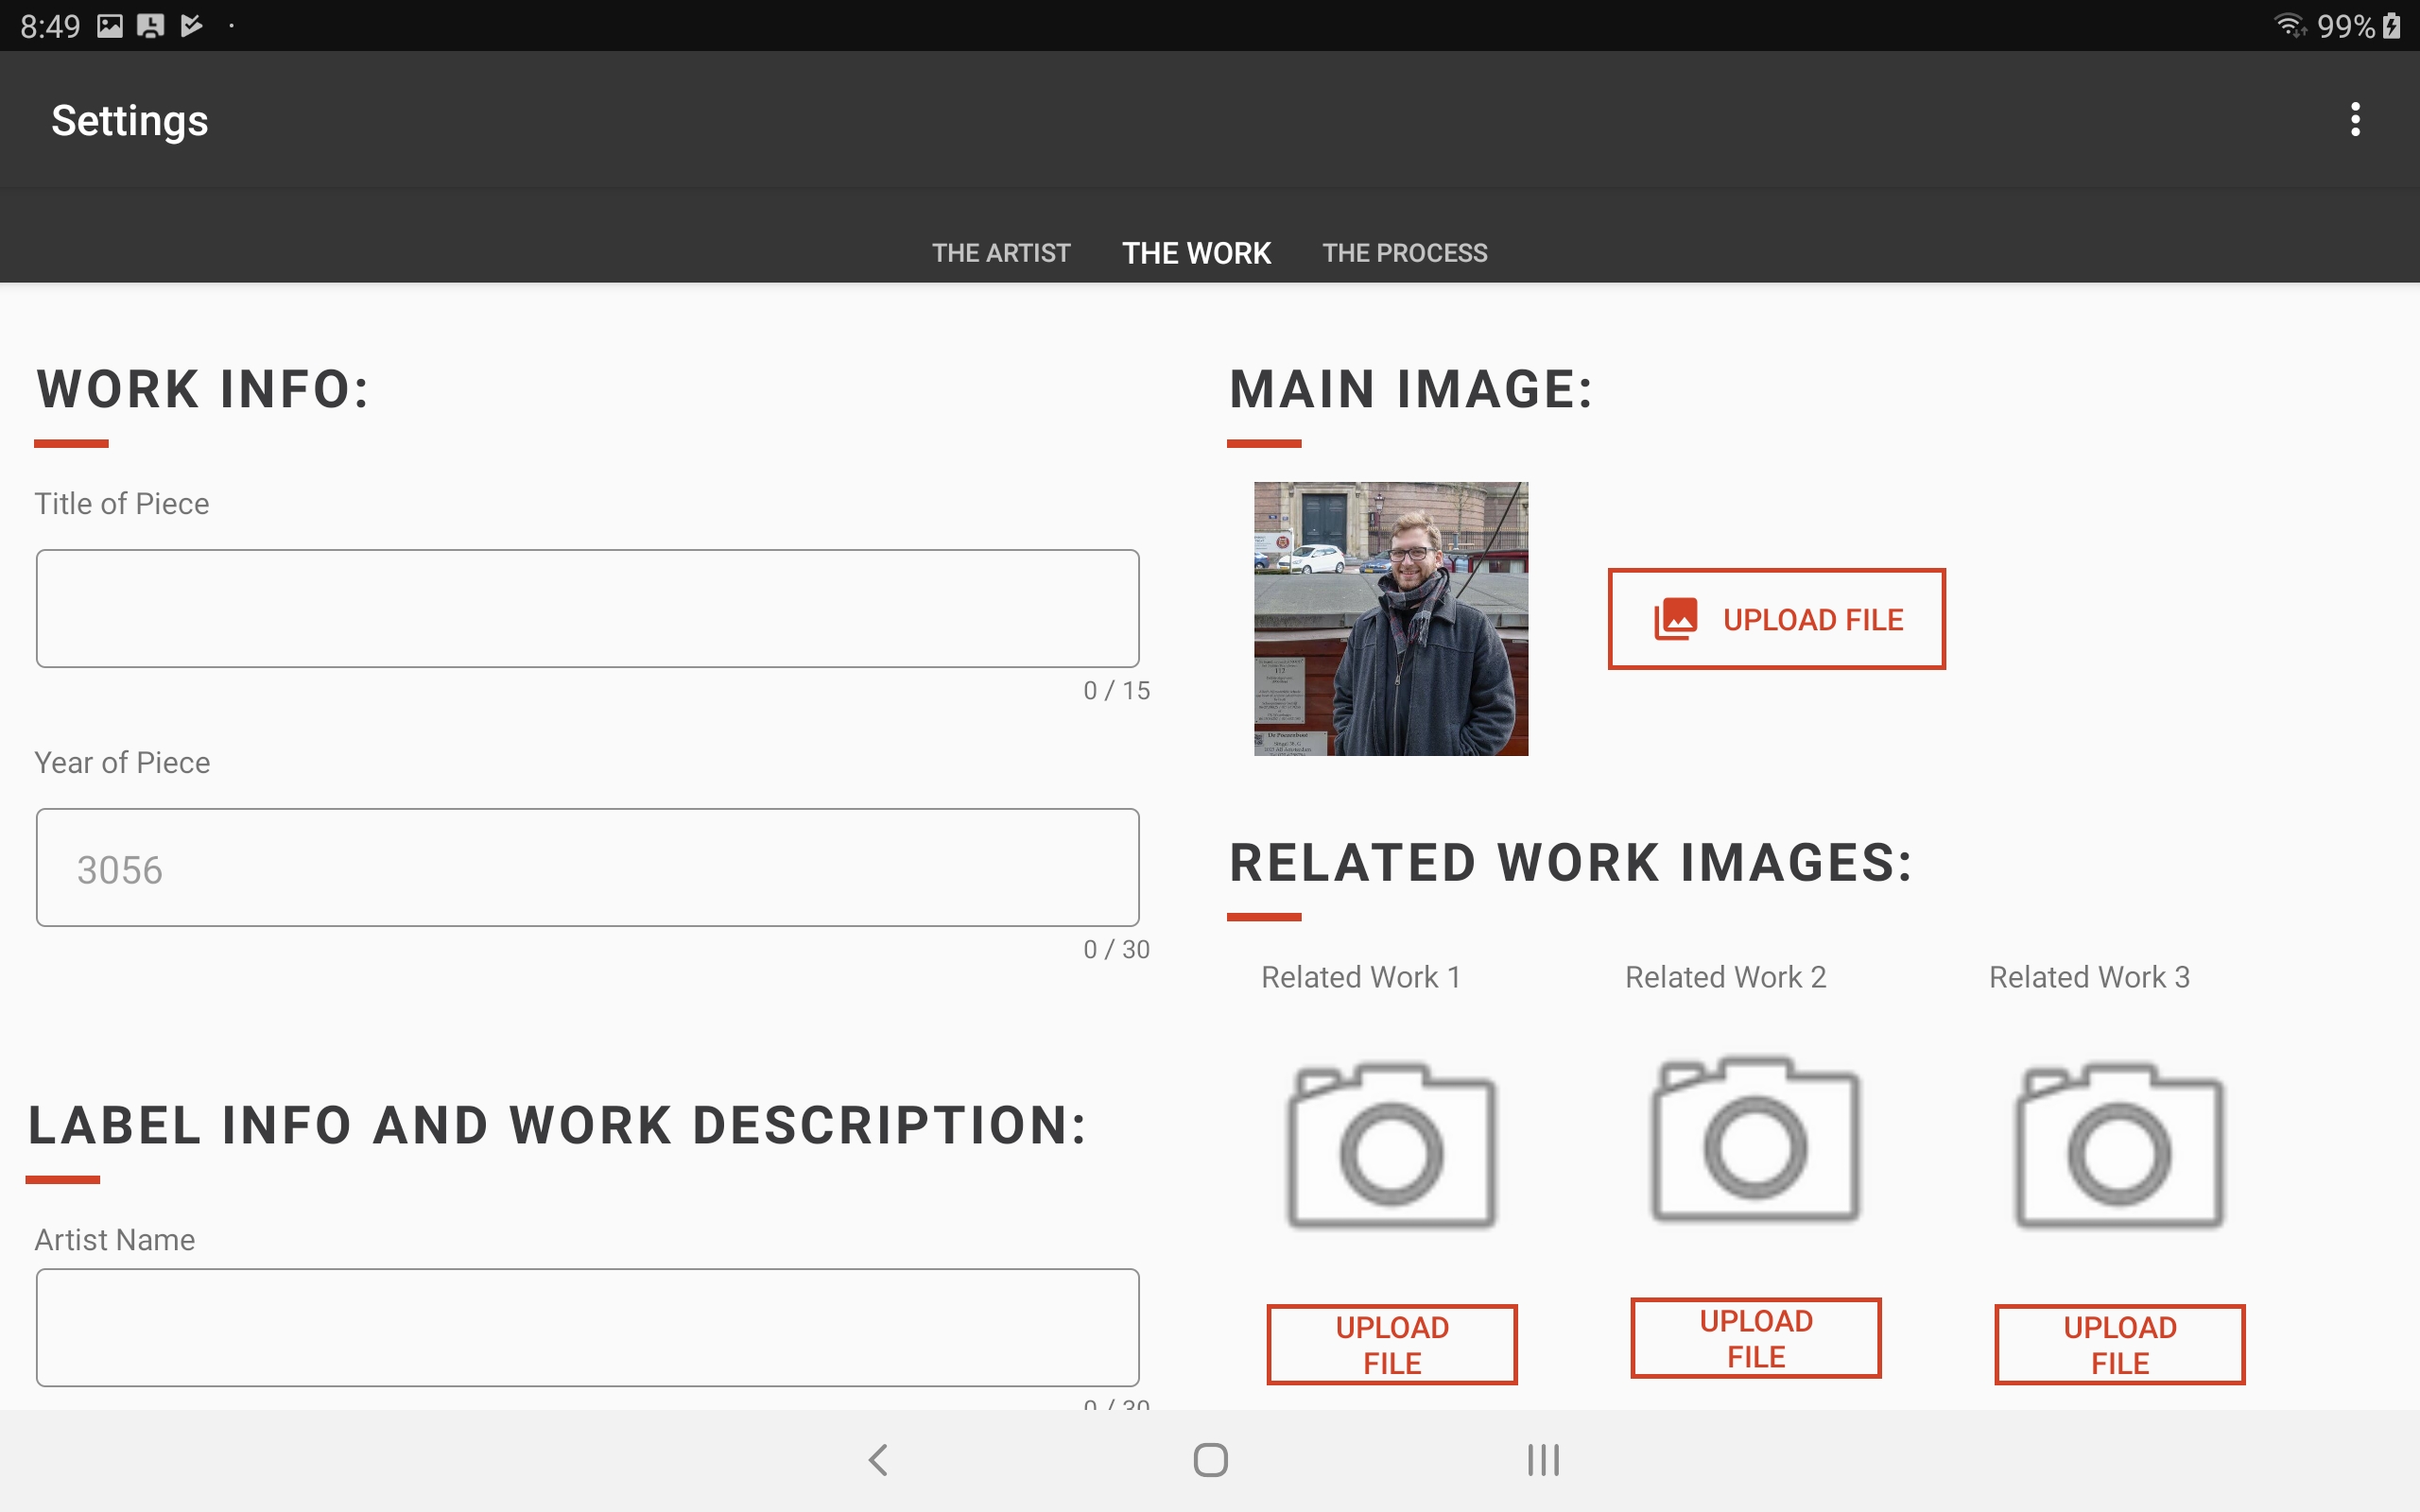 8:49
99%
Settings
THE ARTIST THE WORK THE PROCESS
WORK INFO:
Title of Piece
0 / 15
Year of Piece
3056
0 / 30
LABEL INFO AND WORK DESCRIPTION:
Artist Name
0 / 30
MAIN IMAGE:
UPLOAD FILE
RELATED WORK IMAGES:
Related Work 1 Related Work 2 Related Work 3
UPLOAD
FILE
UPLOAD
FILE
UPLOAD
FILE